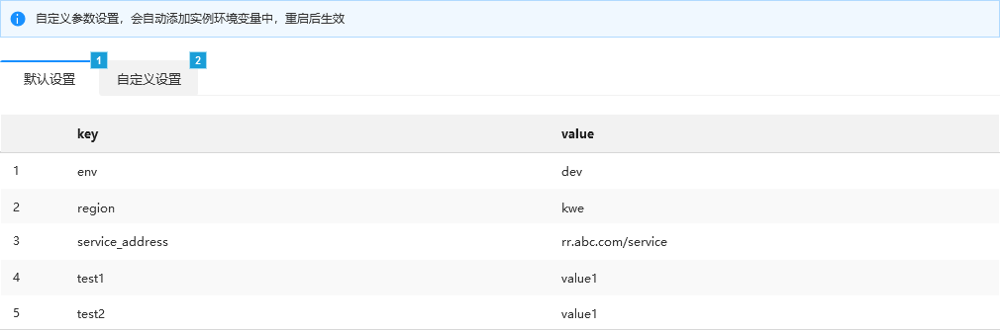 自定义参数设置，会自动添加实例环境变量中，重启后生效
1 2
默认设置 自定义设置
key value
1 env dev
2 region kwe
3 service_address rr.abc.com/service
4 test1 value1
5 test2 value1